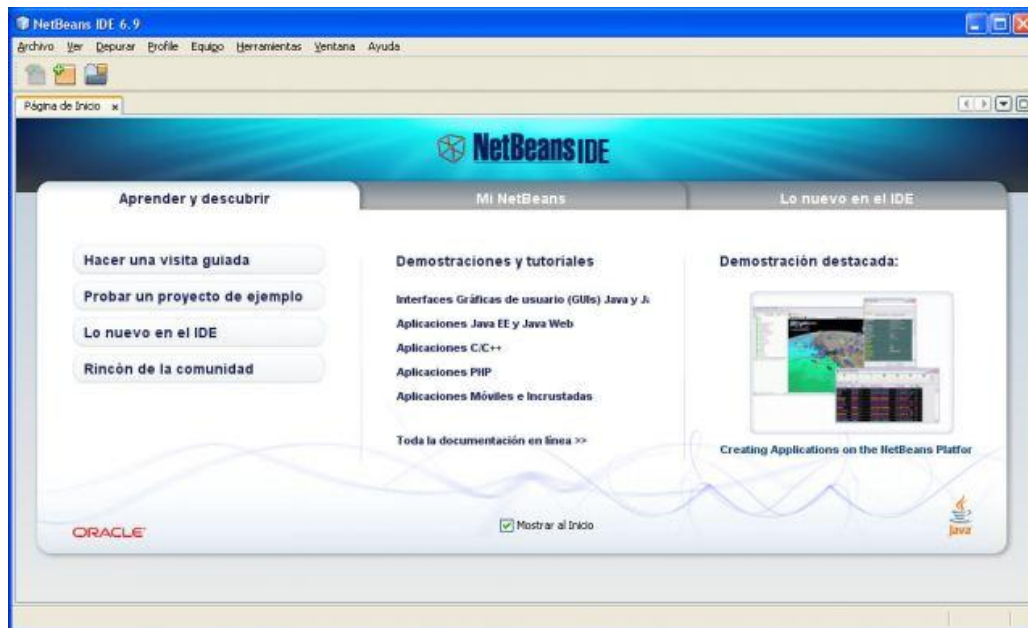 NetBeans IDE 6.9
Archivo Ver Depurar Profile Equipo Herramientas Ventana Ayuda
Página de Inicio
NetBeans IDE
Aprender y descubrir
Mi NetBeans
Lo nuevo en el IDE
Hacer una visita guiada
Probar un proyecto de ejemplo
Lo nuevo en el IDE
Rincón de la comunidad
Demostraciones y tutoriales
Interfaces Gráficas de usuario (GUIs) Java y
Aplicaciones Java EE y Java Web
Aplicaciones C/C++
Aplicaciones PHP
Aplicaciones Móviles e Incrustadas
Toda la documentación en línea >>
Demostración destacada:
Creating Applications on the NetBeans Platfor
ORACLE
Mostrar al Inicio
Java